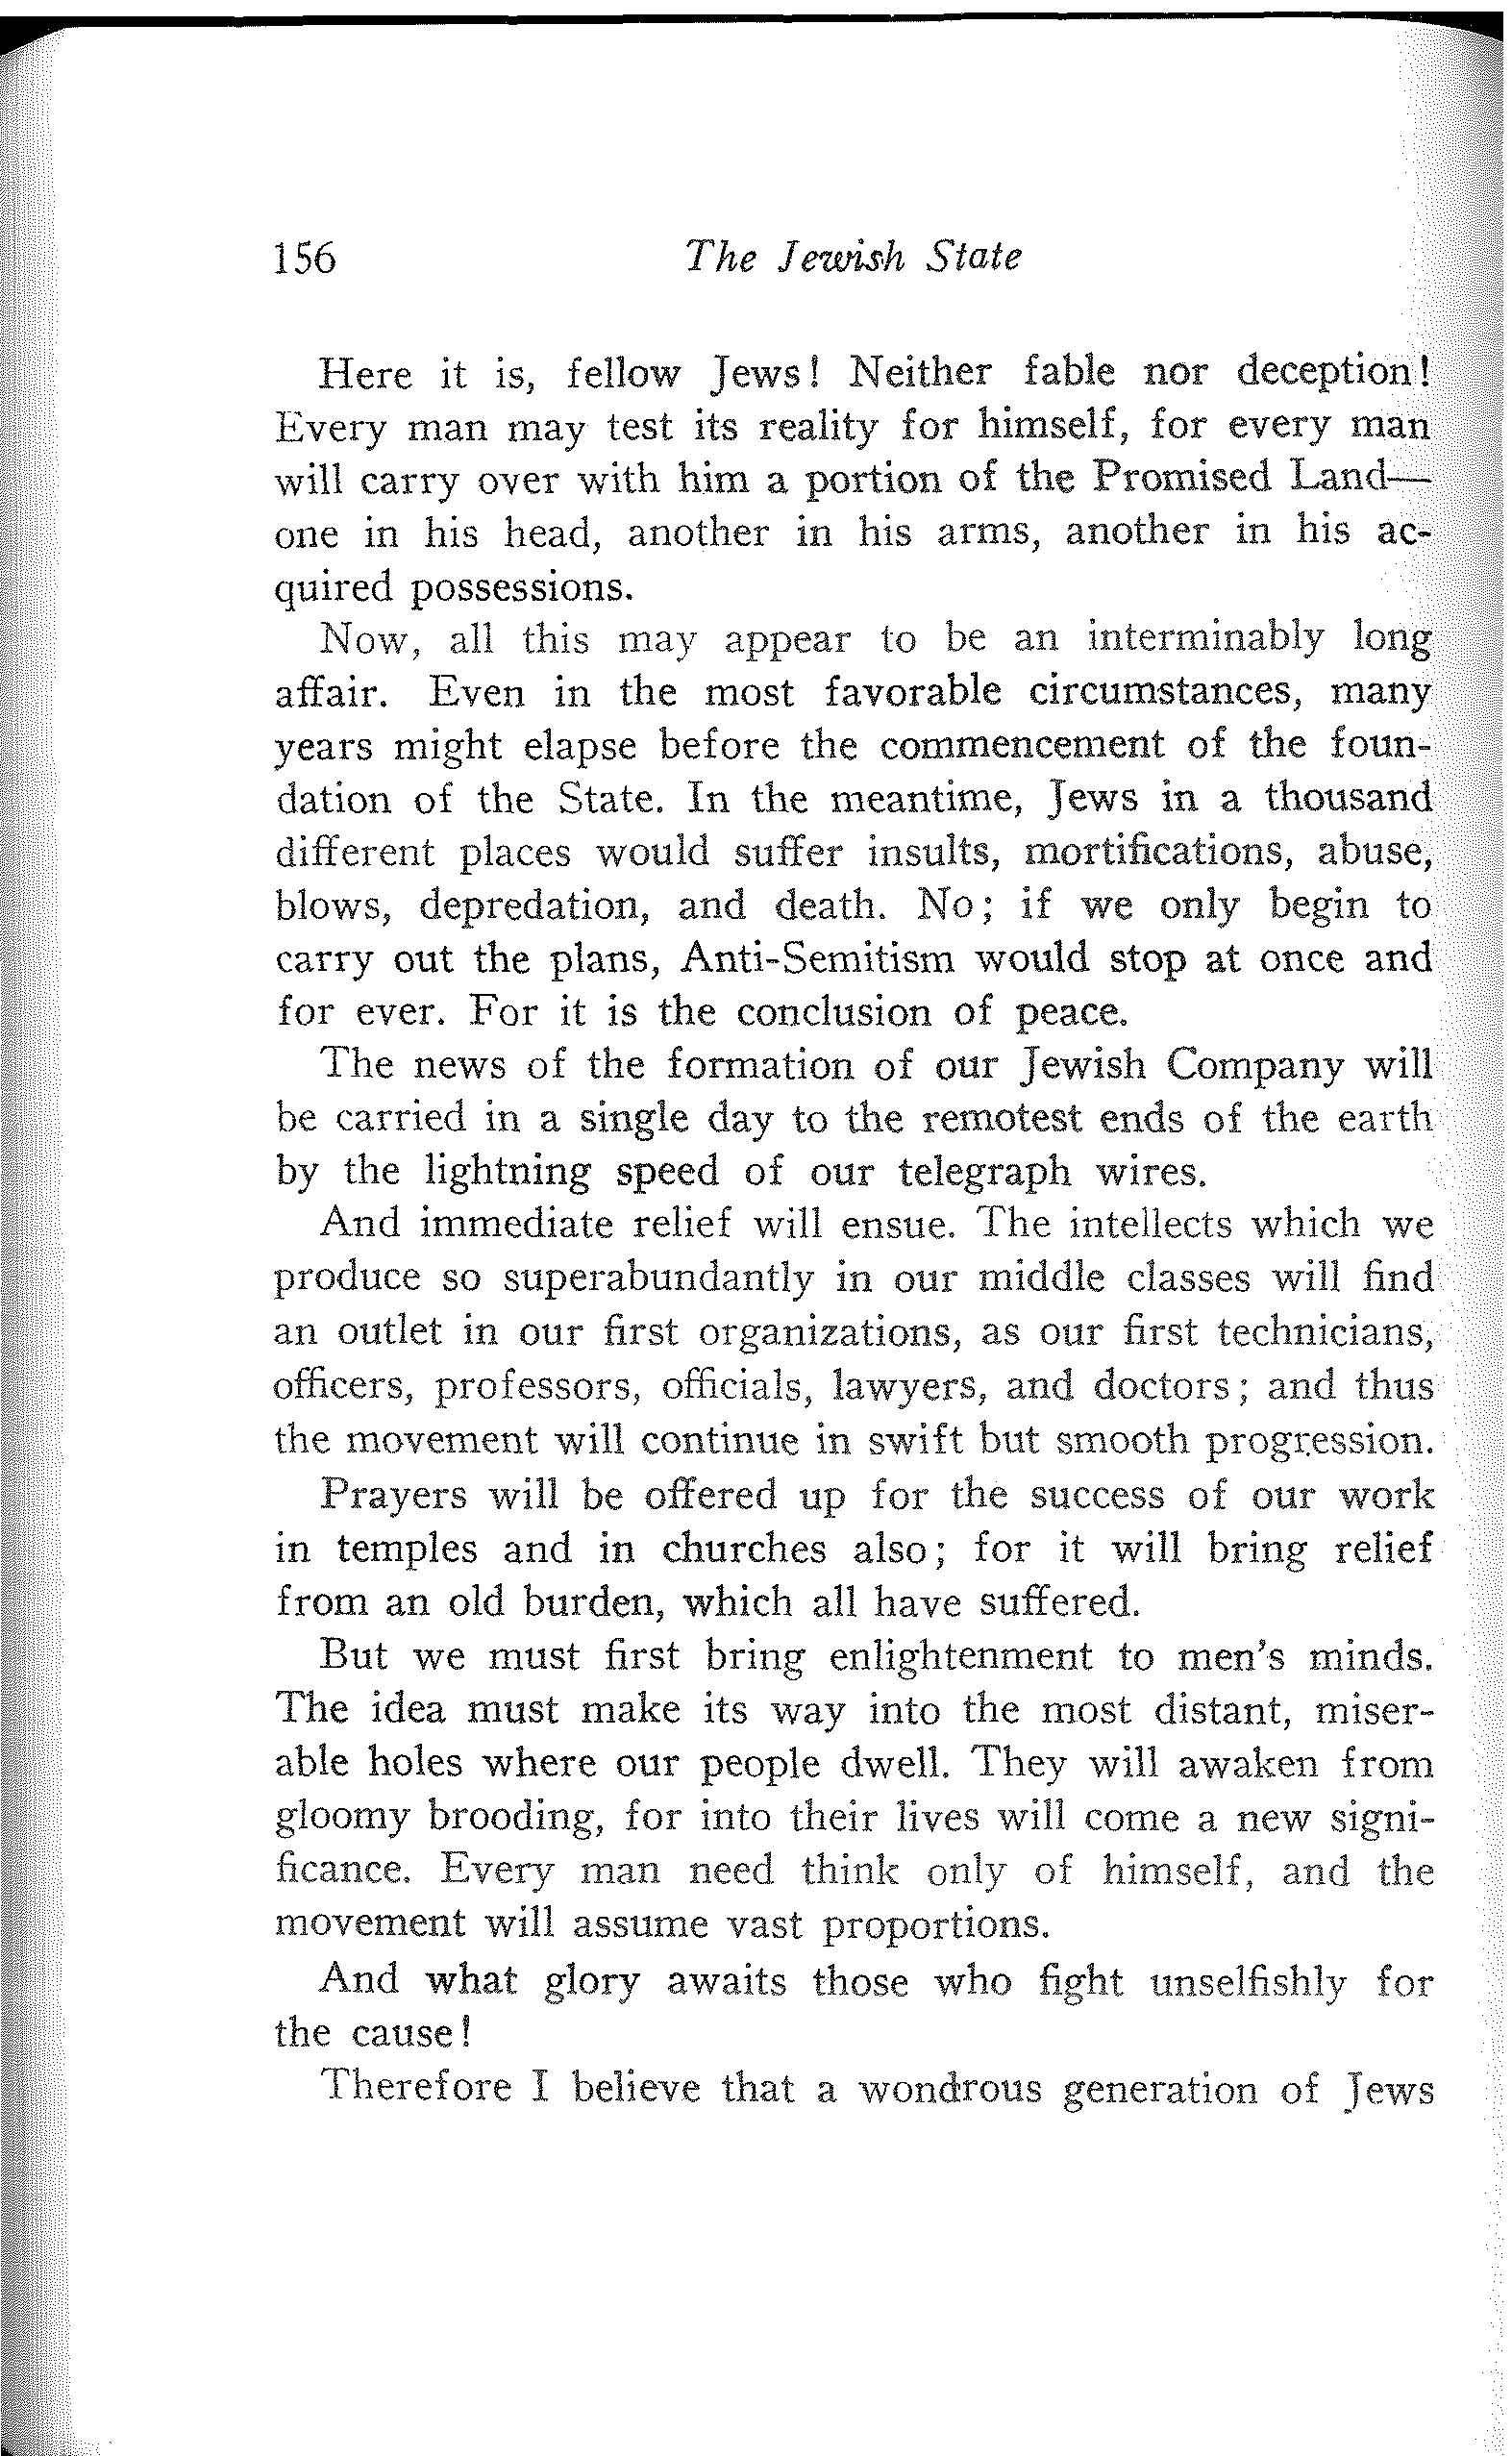 156 The Jewish State
Here it is, fellow Jews! Neither fable nor deception!
Every man may test its reality for himself, for every man
will carry over with him a portion of the Promised Land—
one in his head, another in his arms, another in his ac-
quired possessions.
Now, all this may appear to be an interminably long
affair. Even in the most favorable circumstances, many
years might elapse before the commencement of the foun-
dation of the State. In the meantime, Jews in a thousand
different places would suffer insults, mortifications, abuse,
blows, depredation, and death. No; if we only begin to
carry out the plans, Anti-Semitism would stop at once and
for ever. For it is the conclusion of peace.
The news of the formation of our Jewish Company will
be carried in a single day to the remotest ends of the earth
by the lightning speed of our telegraph wires.
And immediate relief will ensue. The intellects which we
produce so superabundantly in our middle classes will find
an outlet in our first organizations, as our first technicians,
officers, professors, officials, lawyers, and doctors; and thus
the movement will continue in swift but smooth progression.
Prayers will be offered up for the success of our work
in temples and in churches also; for it will bring relief
from an old burden, which all have suffered.
But we must first bring enlightenment to men's minds.
The idea must make its way into the most distant, miser-
able holes where our people dwell. They will awaken from
gloomy brooding, for into their lives will come a new signi-
ficance. Every man need think only of himself, and the
movement will assume vast proportions.
And what glory awaits those who fight unselfishly for
the cause!
Therefore I believe that a wondrous generation of Jews